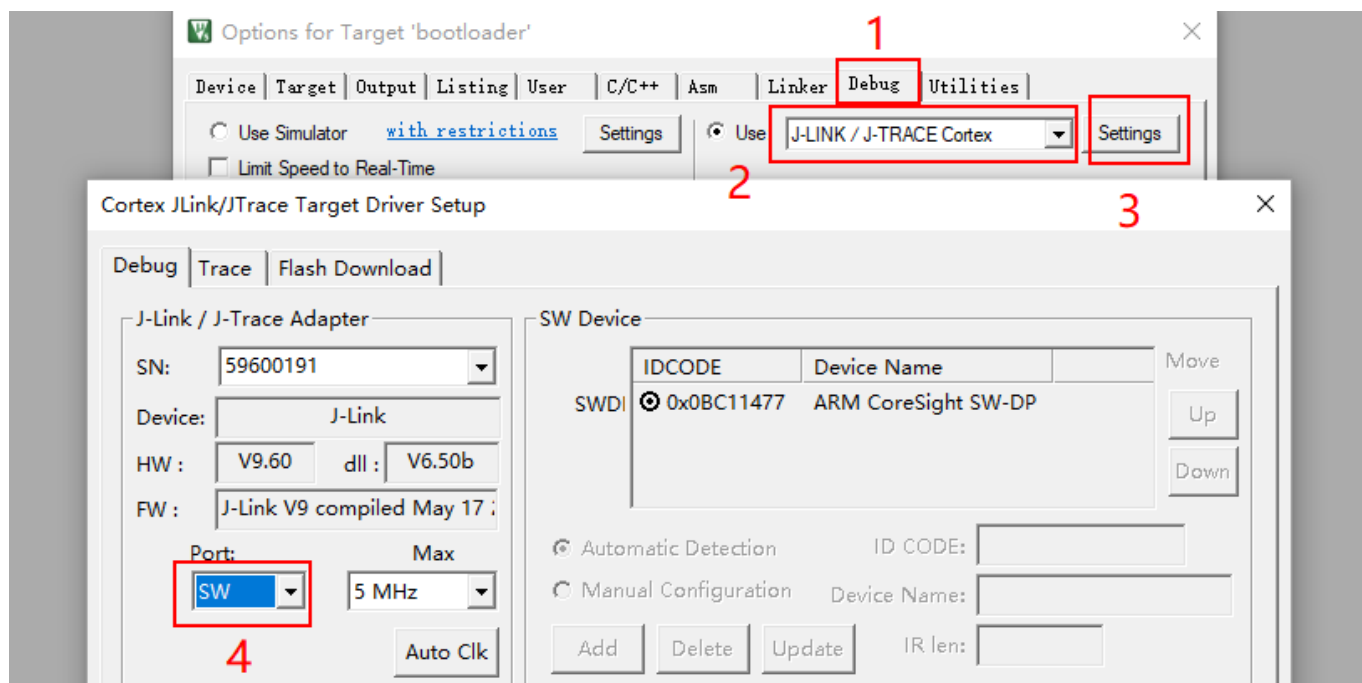 Options for Target 'bootloader'
1
Device Target Output Listing User C/C++ Asm Linker Debug Utilities
Use Simulator with restrictions Settings Use J-LINK / J-TRACE Cortex Settings
Limit Speed to Real-Time
2
3
Cortex JLink/JTrace Target Driver Setup
Debug Trace Flash Download
J-Link / J-Trace Adapter
SN: 59600191
Device: J-Link
HW : V9.60 dll : V6.50b
FW : J-Link V9 compiled May 17
Port: Max
SW 5 MHz
4
Auto Clk
SW Device
IDCODE Device Name
SWDI 0x0BC11477 ARM CoreSight SW-DP
Move
Up
Down
Automatic Detection ID CODE:
Manual Configuration Device Name:
Add Delete Update IR len: